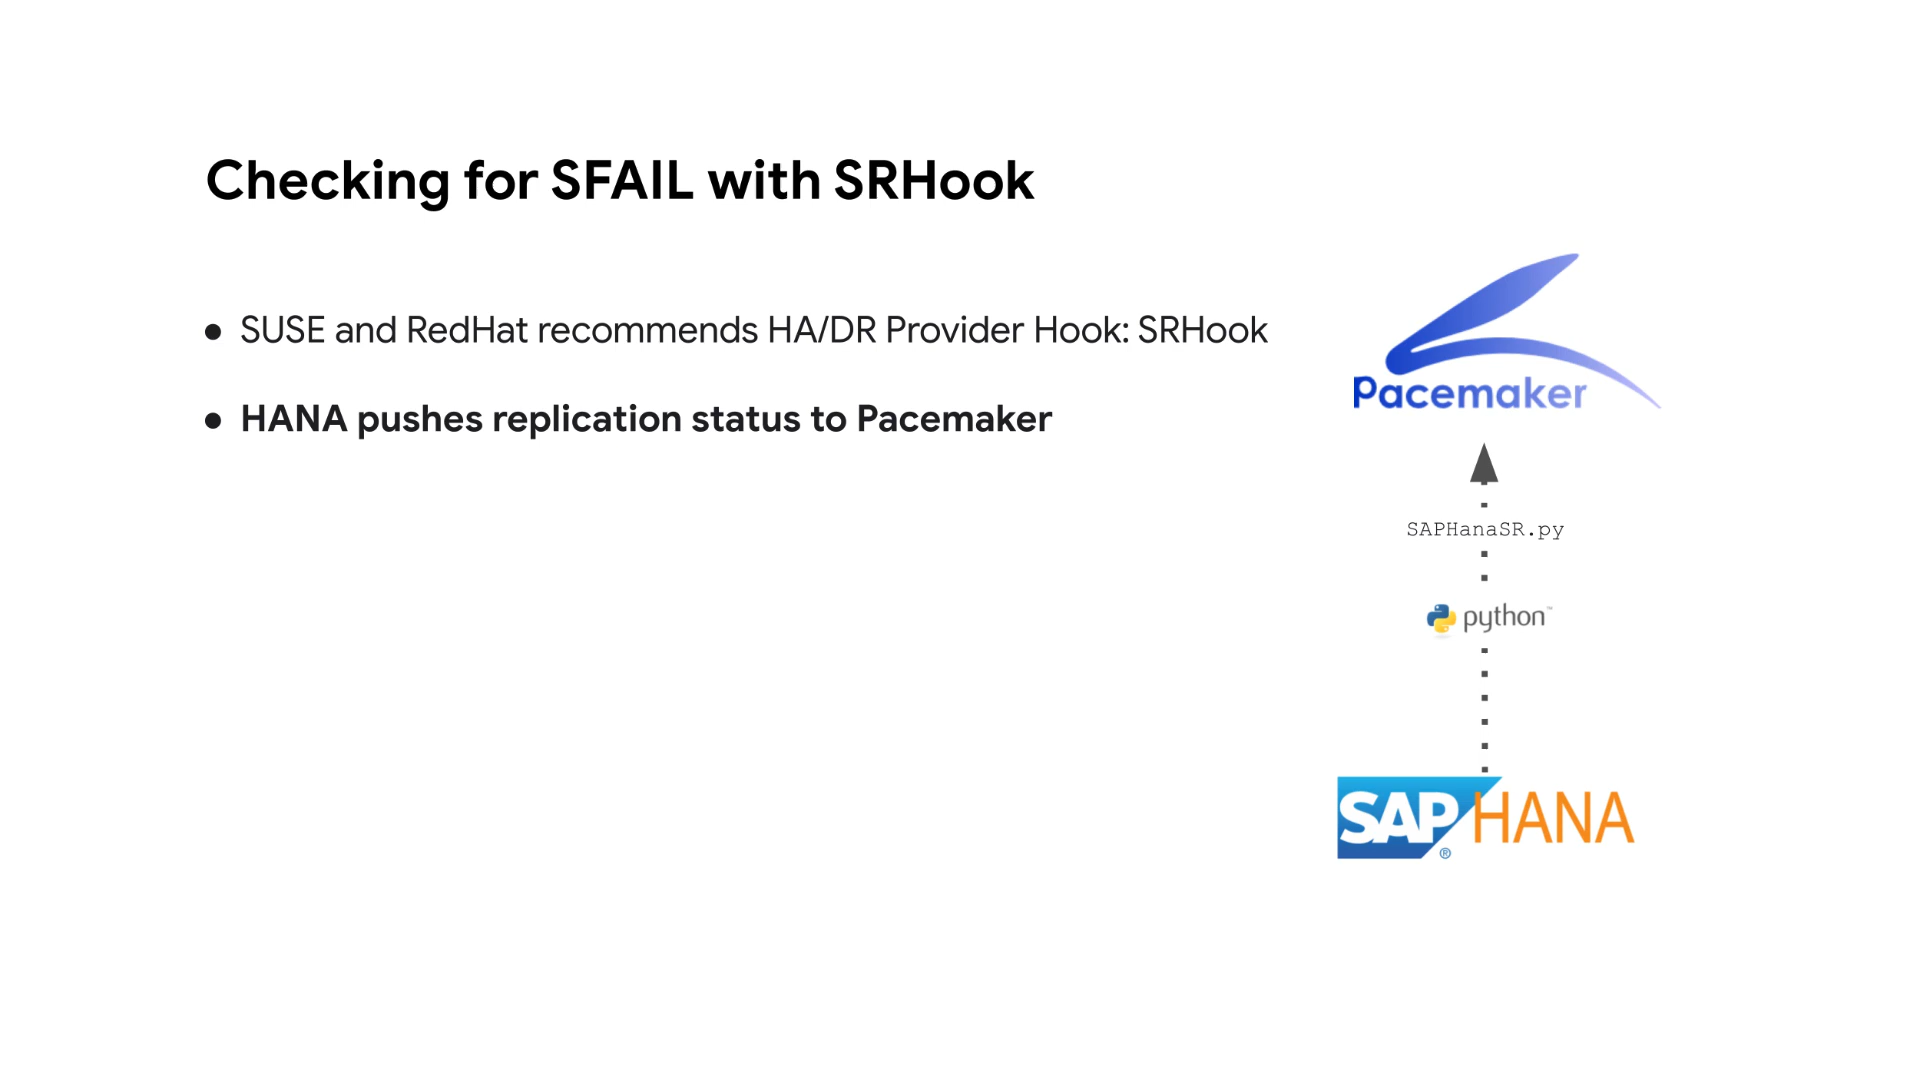 Checking for SFAIL with SRHook
● SUSE and RedHat recommends HA/DR Provider Hook: SRHook
● HANA pushes replication status to Pacemaker
Pacemaker
SAPHanaSR.py
python™
SAP® HANA